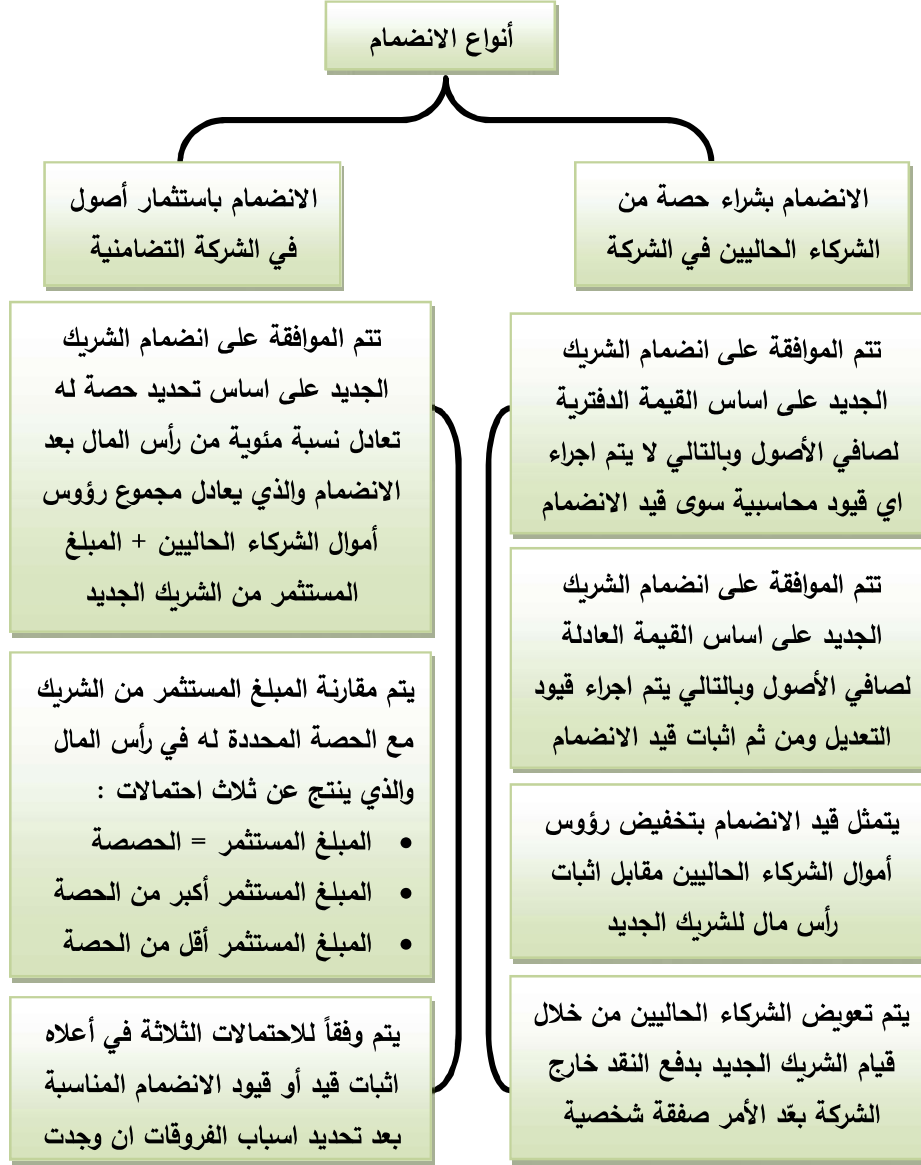 أنواع الانضمام
الانضمام بشراء حصة من
الشركاء الحاليين في الشركة
تتم الموافقة على انضمام الشريك
الجديد على اساس القيمة الدفترية
لصافي الأصول وبالتالي لا يتم اجراء
اي قيود محاسبية سوى قيد الانضمام
تتم الموافقة على انضمام الشريك
الجديد على اساس القيمة العادلة
لصافي الأصول وبالتالي يتم اجراء قيود
التعديل ومن ثم اثبات قيد الانضمام
يتمثل قيد الانضمام بتخفيض رؤوس
أموال الشركاء الحاليين مقابل اثبات
رأس مال للشريك الجديد
يتم تعويض الشركاء الحاليين من خلال
قيام الشريك الجديد بدفع النقد خارج
الشركة بعّد الأمر صفقة شخصية
الانضمام باستثمار أصول
في الشركة التضامنية
تتم الموافقة على انضمام الشريك
الجديد على اساس تحديد حصة له
تعادل نسبة مئوية من رأس المال بعد
الانضمام والذي يعادل مجموع رؤوس
أموال الشركاء الحاليين + المبلغ
المستثمر من الشريك الجديد
يتم مقارنة المبلغ المستثمر من الشريك
مع الحصة المحددة له في رأس المال
والذي ينتج عن ثلاث احتمالات :
• المبلغ المستثمر = الحصصة
• المبلغ المستثمر أكبر من الحصة
• المبلغ المستثمر أقل من الحصة
يتم وفقاً للاحتمالات الثلاثة في أعلاه
اثبات قيد أو قيود الانضمام المناسبة
بعد تحديد اسباب الفروقات ان وجدت